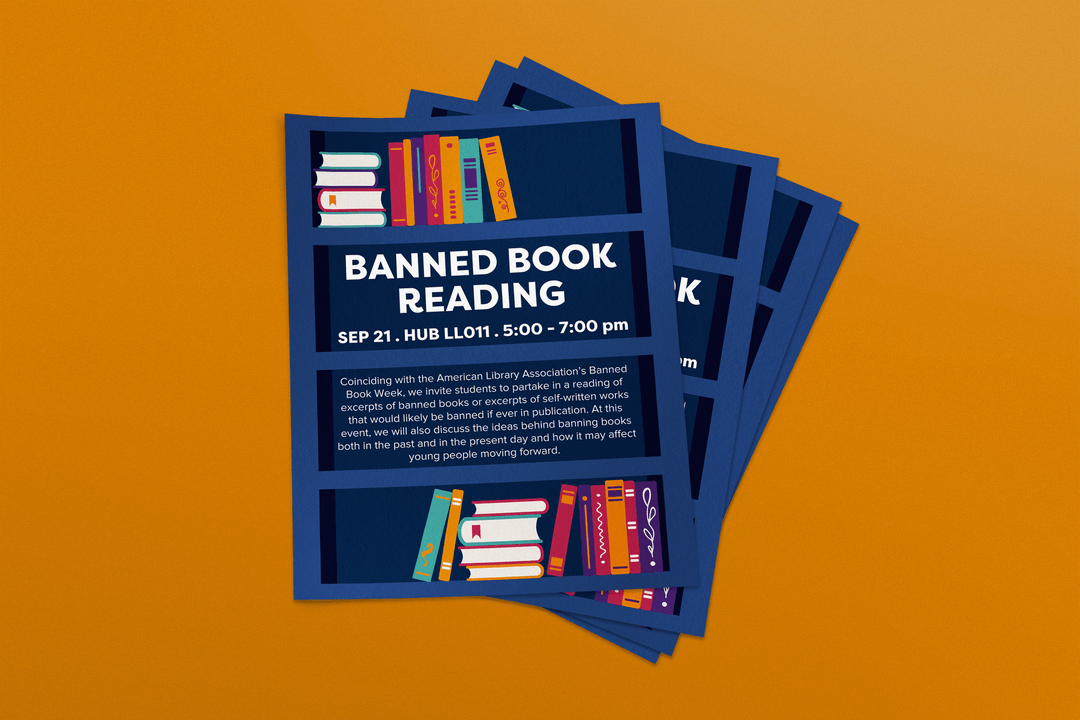 BANNED BOOK
READING
SEP 21 . HUB LL011 . 5:00 - 7:00 pm
Coinciding with the American Library Association's Banned
Book Week, we invite students to partake in a reading of
excerpts of banned books or excerpts of self-written works
that would likely be banned if ever in publication. At this
event, we will also discuss the ideas behind banning books
both in the past and in the present day and how it may affect
young people moving forward.
OK
pm